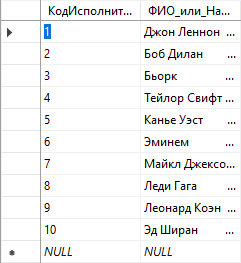 КодИсполнит... ФИО_или_На...
1 Джон Леннон ...
2 Боб Дилан ...
3 Бьорк ...
4 Тейлор Свифт ...
5 Канье Уэст ...
6 Эминем ...
7 Майкл Джексо...
8 Леди Гага ...
9 Леонард Коэн ...
10 Эд Ширан ...
NULL NULL